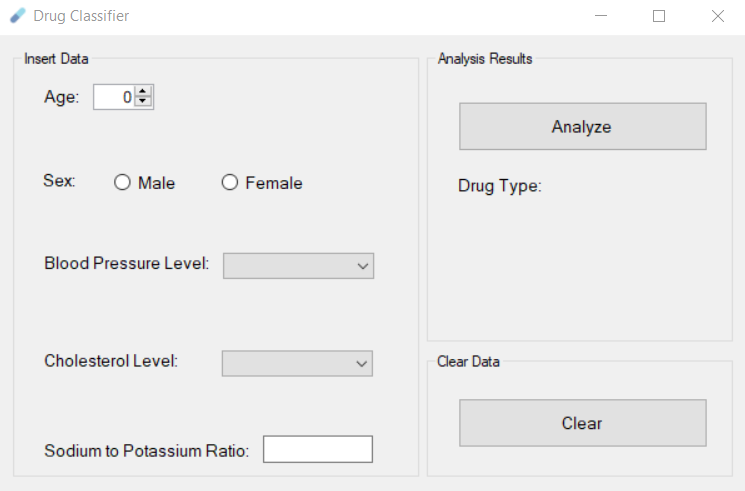 Drug Classifier
Insert Data
Age: 0
Sex: Male Female
Blood Pressure Level:
Cholesterol Level:
Sodium to Potassium Ratio:
Analysis Results
Analyze
Drug Type:
Clear Data
Clear